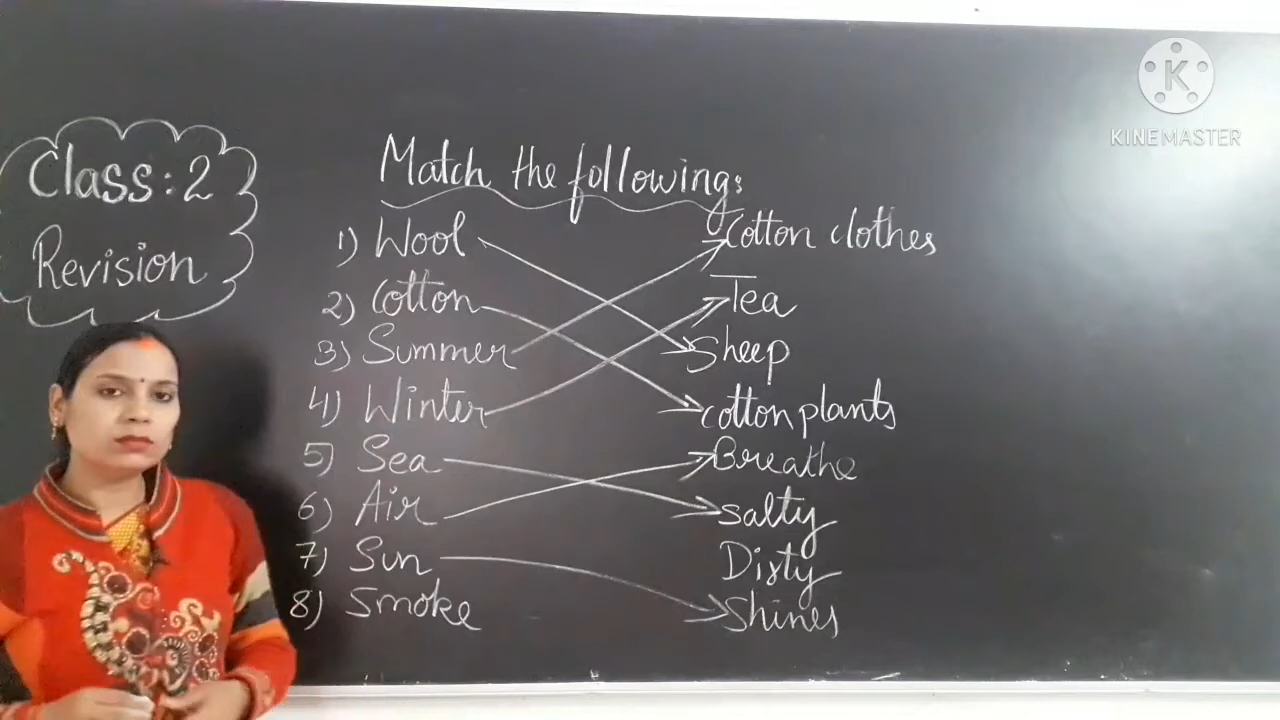 Class: 2
Revision
Match the following:
1) Wool
2) Cotton
3) Summer
4) Winter
5) Sea
6) Air
7) Sun
8) Smoke
Cotton clothes
Tea
Sheep
cotton plants
Breathe
salty
Dirty
Shines
K
KINEMASTER